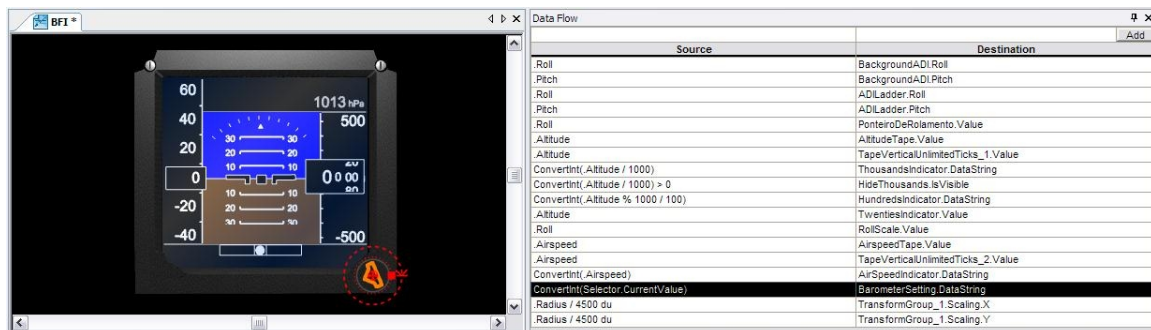 BFI *
60
40
20
0
-20
-40
1013 hPa
500
30 30
20 20
10 10
0 0 00
20
80
10 10
20 20
30 30
-500
Data Flow
Add
Source Destination
.Roll BackgroundADI.Roll
.Pitch BackgroundADI.Pitch
.Roll ADILadder.Roll
.Pitch ADILadder.Pitch
.Roll PonteiroDeRolamento.Value
.Altitude AltitudeTape.Value
.Altitude TapeVerticalUnlimitedTicks_1.Value
ConvertInt(.Altitude / 1000) ThousandsIndicator.DataString
ConvertInt(.Altitude / 1000) > 0 HideThousands.IsVisible
ConvertInt(.Altitude % 1000 / 100) HundredsIndicator.DataString
.Altitude TwentiesIndicator.Value
.Roll RollScale.Value
.Airspeed AirspeedTape.Value
.Airspeed TapeVerticalUnlimitedTicks_2.Value
ConvertInt(.Airspeed) AirSpeedIndicator.DataString
ConvertInt(Selector.CurrentValue) BarometerSetting.DataString
.Radius / 4500 du TransformGroup_1.Scaling.X
.Radius / 4500 du TransformGroup_1.Scaling.Y